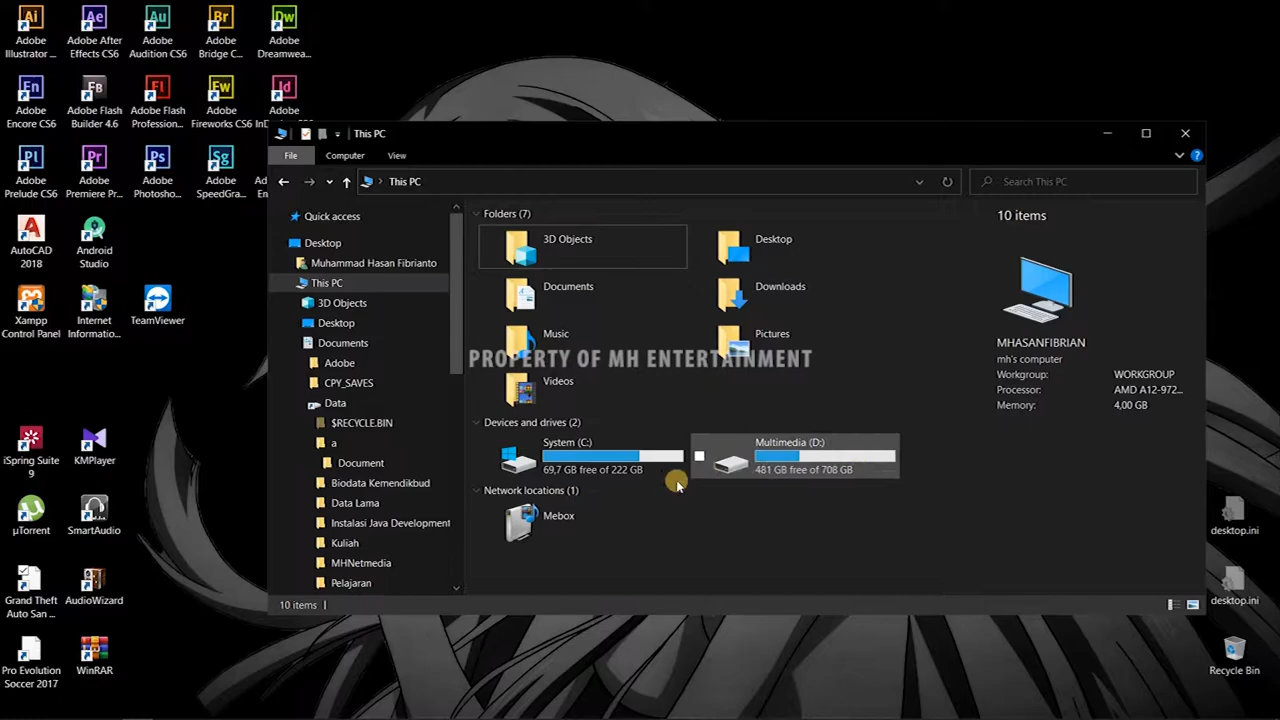 Adobe Illustrator ...
Adobe After Effects CS6
Adobe Audition CS6
Adobe Bridge C...
Adobe Dreamwea...
Adobe Encore CS6
Adobe Flash Builder 4.6
Adobe Flash Profession...
Adobe Fireworks CS6
Adobe
Adobe Prelude CS6
Adobe Premiere Pr...
Adobe Photosho...
Adobe SpeedGra...
AutoCAD 2018
Android Studio
Xampp Control Panel
Internet Informatio...
TeamViewer
iSpring Suite 9
KMPlayer
µTorrent
SmartAudio
Grand Theft Auto San ...
AudioWizard
Pro Evolution Soccer 2017
WinRAR
This PC
File
Computer
View
This PC
Search This PC
Quick access
Desktop
Muhammad Hasan Fibrianto
This PC
3D Objects
Desktop
Documents
Adobe
CPY_SAVES
Data
$RECYCLE.BIN
a
Document
Biodata Kemendikbud
Data Lama
Instalasi Java Development
Kuliah
MHNetmedia
Pelajaran
Folders (7)
3D Objects
Desktop
Documents
Downloads
Music
Pictures
Videos
PROPERTY OF MH ENTERTAINMENT
Devices and drives (2)
System (C:)
69,7 GB free of 222 GB
Multimedia (D:)
481 GB free of 708 GB
Network locations (1)
Mebox
10 items
MHASANFIBRIAN
mh's computer
Workgroup: WORKGROUP
Processor: AMD A12-972...
Memory: 4,00 GB
10 items
desktop.ini
desktop.ini
Recycle Bin